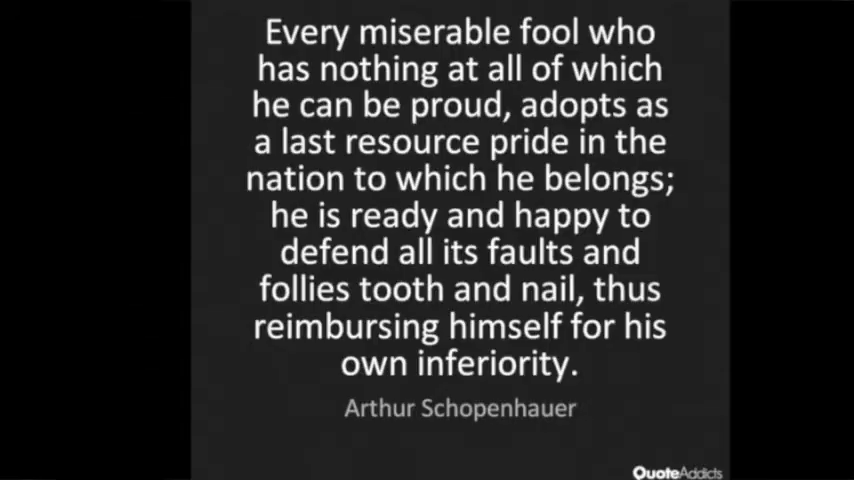 Every miserable fool who
has nothing at all of which
he can be proud, adopts as
a last resource pride in the
nation to which he belongs;
he is ready and happy to
defend all its faults and
follies tooth and nail, thus
reimbursing himself for his
own inferiority.
Arthur Schopenhauer
QuoteAddicts